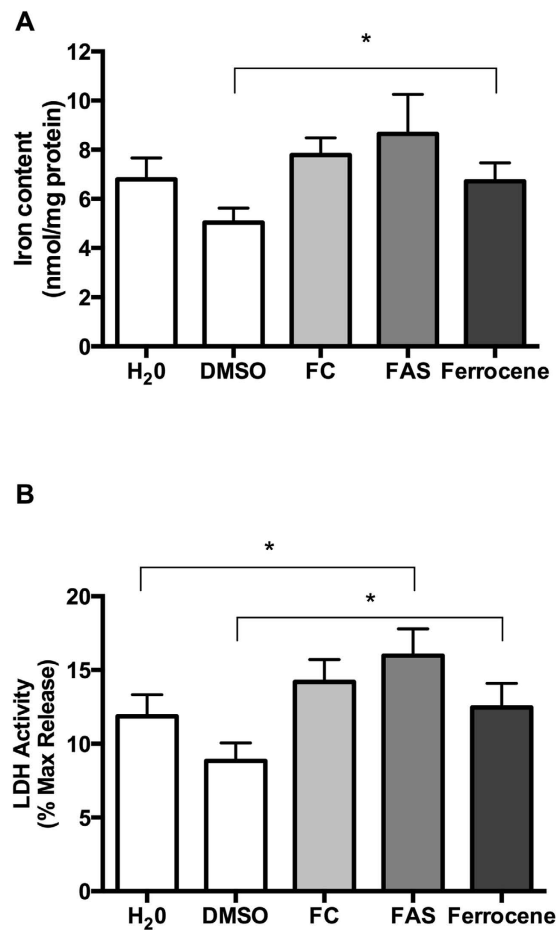 A
*
12
10
8
6
4
2
0
Iron content
(nmol/mg protein)
H20 DMSO FC FAS Ferrocene
B
*
*
20
15
10
5
0
LDH Activity
(% Max Release)
H20 DMSO FC FAS Ferrocene